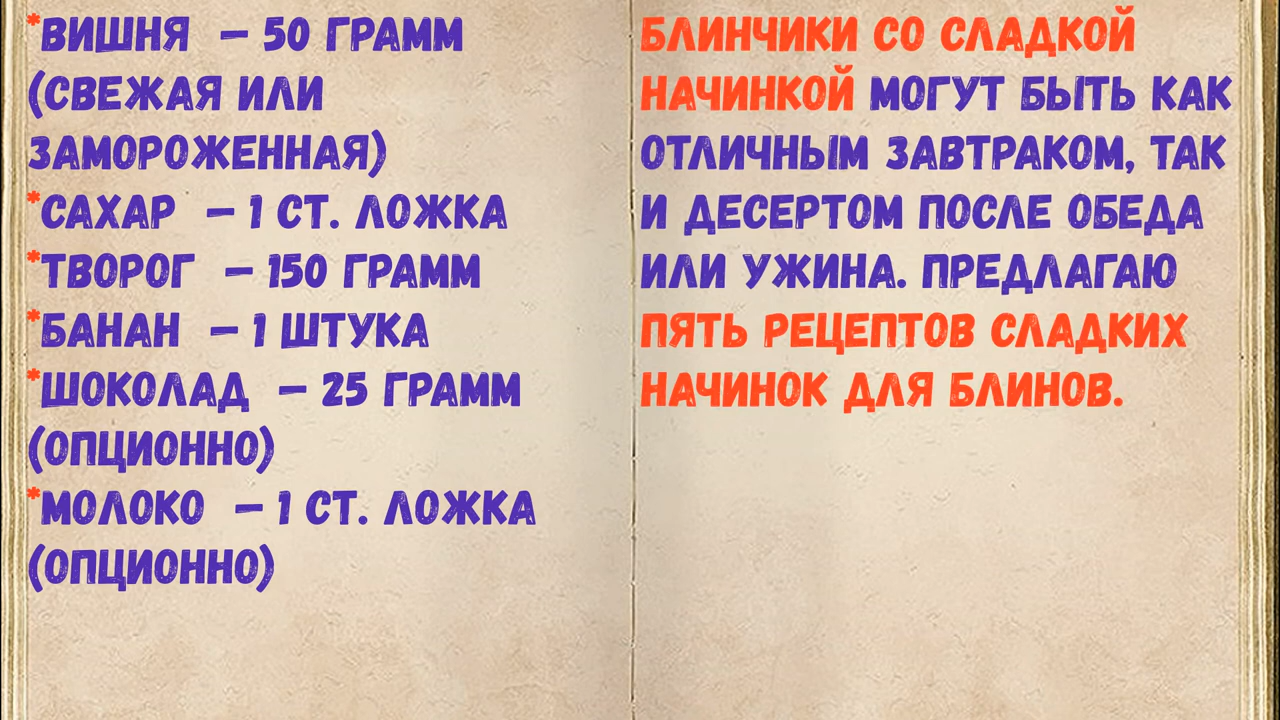 *ВИШНЯ – 50 ГРАММ
(СВЕЖАЯ ИЛИ
ЗАМОРОЖЕННАЯ)
*САХАР – 1 СТ. ЛОЖКА
*ТВОРОГ – 150 ГРАММ
*БАНАН – 1 ШТУКА
*ШОКОЛАД – 25 ГРАММ
(ОПЦИОННО)
*МОЛОКО – 1 СТ. ЛОЖКА
(ОПЦИОННО)
БЛИНЧИКИ СО СЛАДКОЙ
НАЧИНКОЙ МОГУТ БЫТЬ КАК
ОТЛИЧНЫМ ЗАВТРАКОМ, ТАК
И ДЕСЕРТОМ ПОСЛЕ ОБЕДА
ИЛИ УЖИНА. ПРЕДЛАГАЮ
ПЯТЬ РЕЦЕПТОВ СЛАДКИХ
НАЧИНОК ДЛЯ БЛИНОВ.